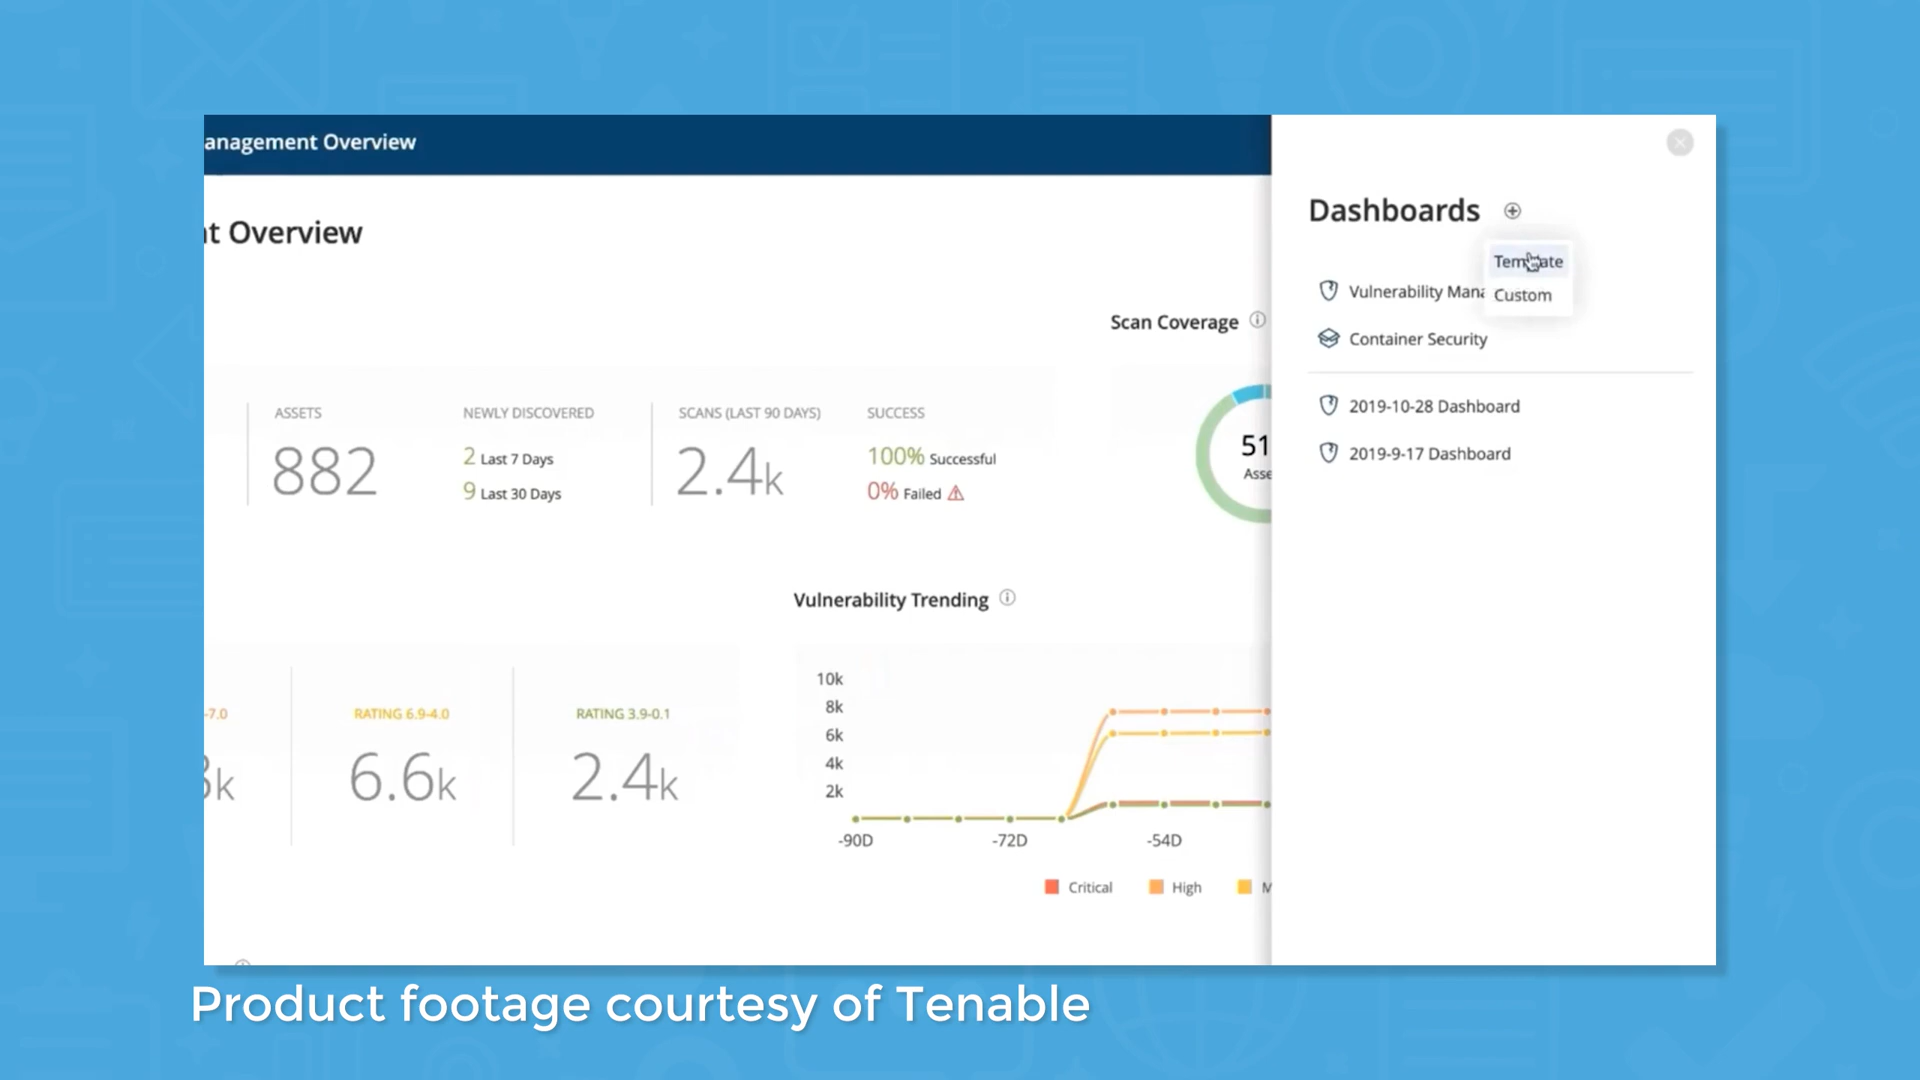 anagement Overview
Dashboards
Template
Custom
Vulnerability Mana
Container Security
2019-10-28 Dashboard
2019-9-17 Dashboard
t Overview
Scan Coverage
ASSETS
882
NEWLY DISCOVERED
2 Last 7 Days
9 Last 30 Days
SCANS (LAST 90 DAYS)
2.4k
SUCCESS
100% Successful
0% Failed
51
Asse
Vulnerability Trending
-7.0
k
RATING 6.9-4.0
6.6k
RATING 3.9-0.1
2.4k
10k
8k
6k
4k
2k
-90D
-72D
-54D
Critical
High
M
Product footage courtesy of Tenable